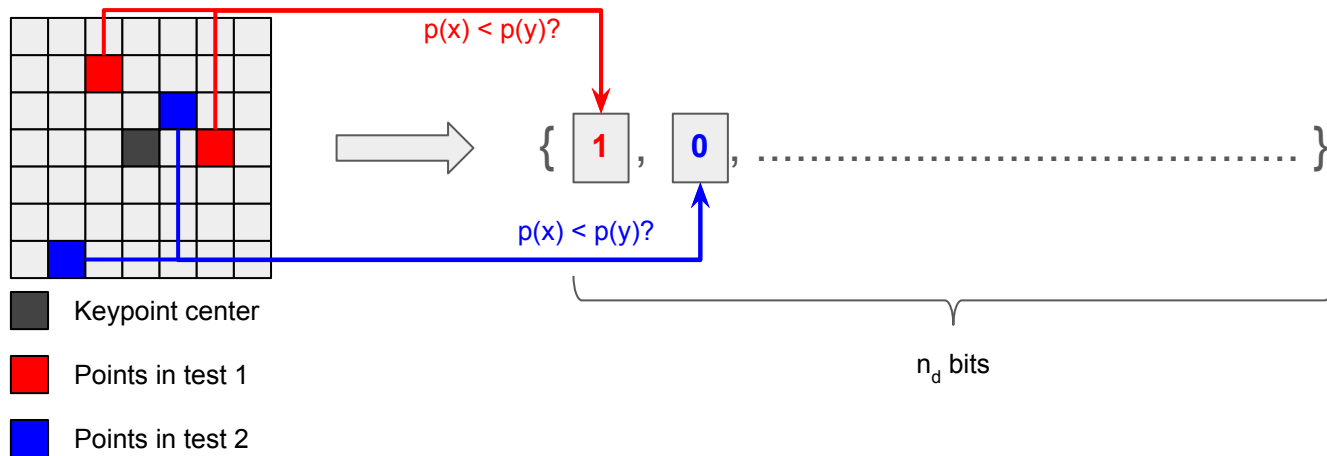 p(x) < p(y)?
{ 1 , 0 , ............................................ }
p(x) < p(y)?
Keypoint center
n_d bits
Points in test 1
Points in test 2